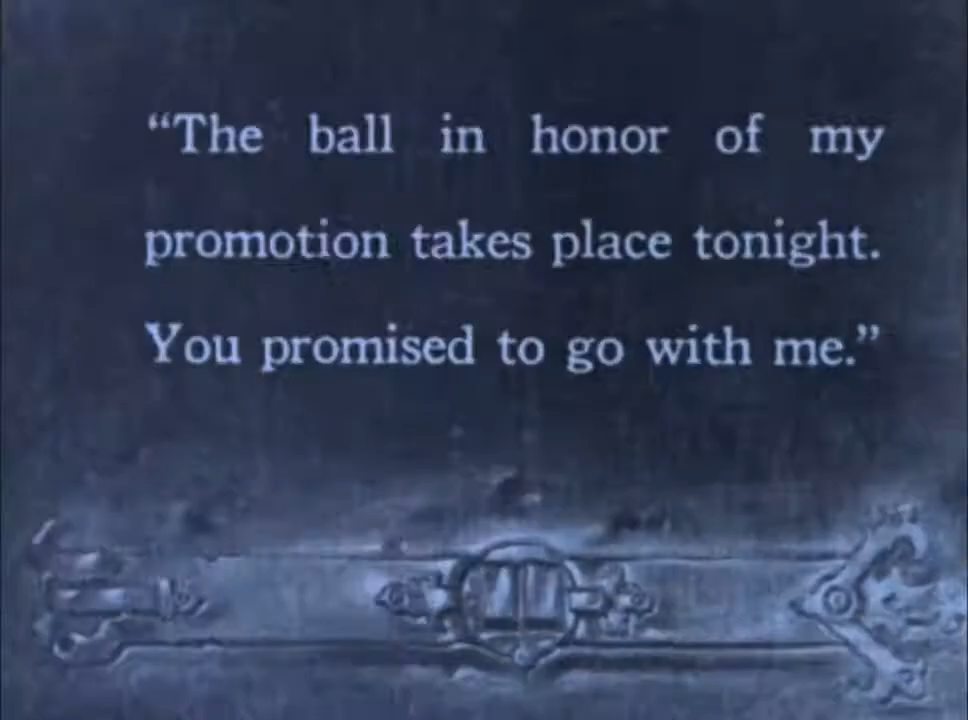 “The ball in honor of my
promotion takes place tonight.
You promised to go with me.”